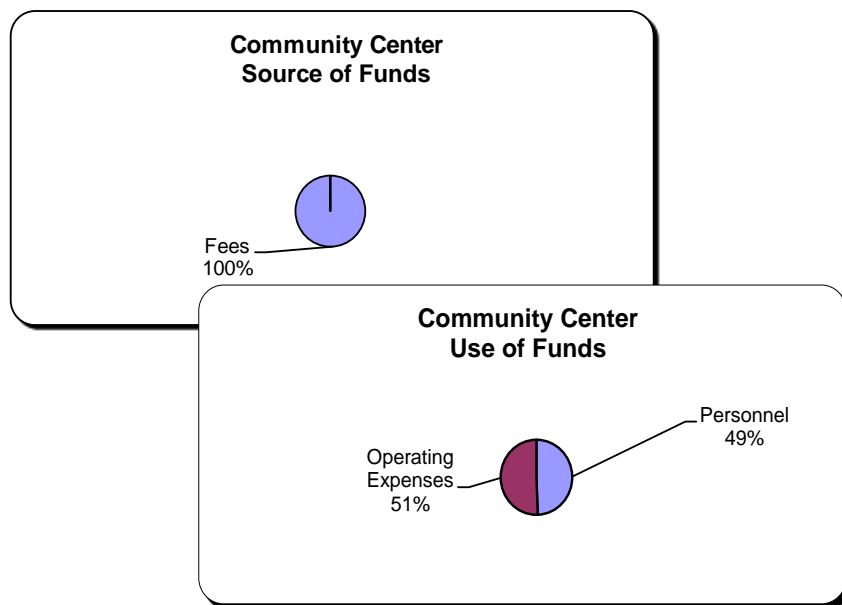 Community Center
Source of Funds
Fees
100%
Community Center
Use of Funds
Personnel
49%
Operating
Expenses
51%